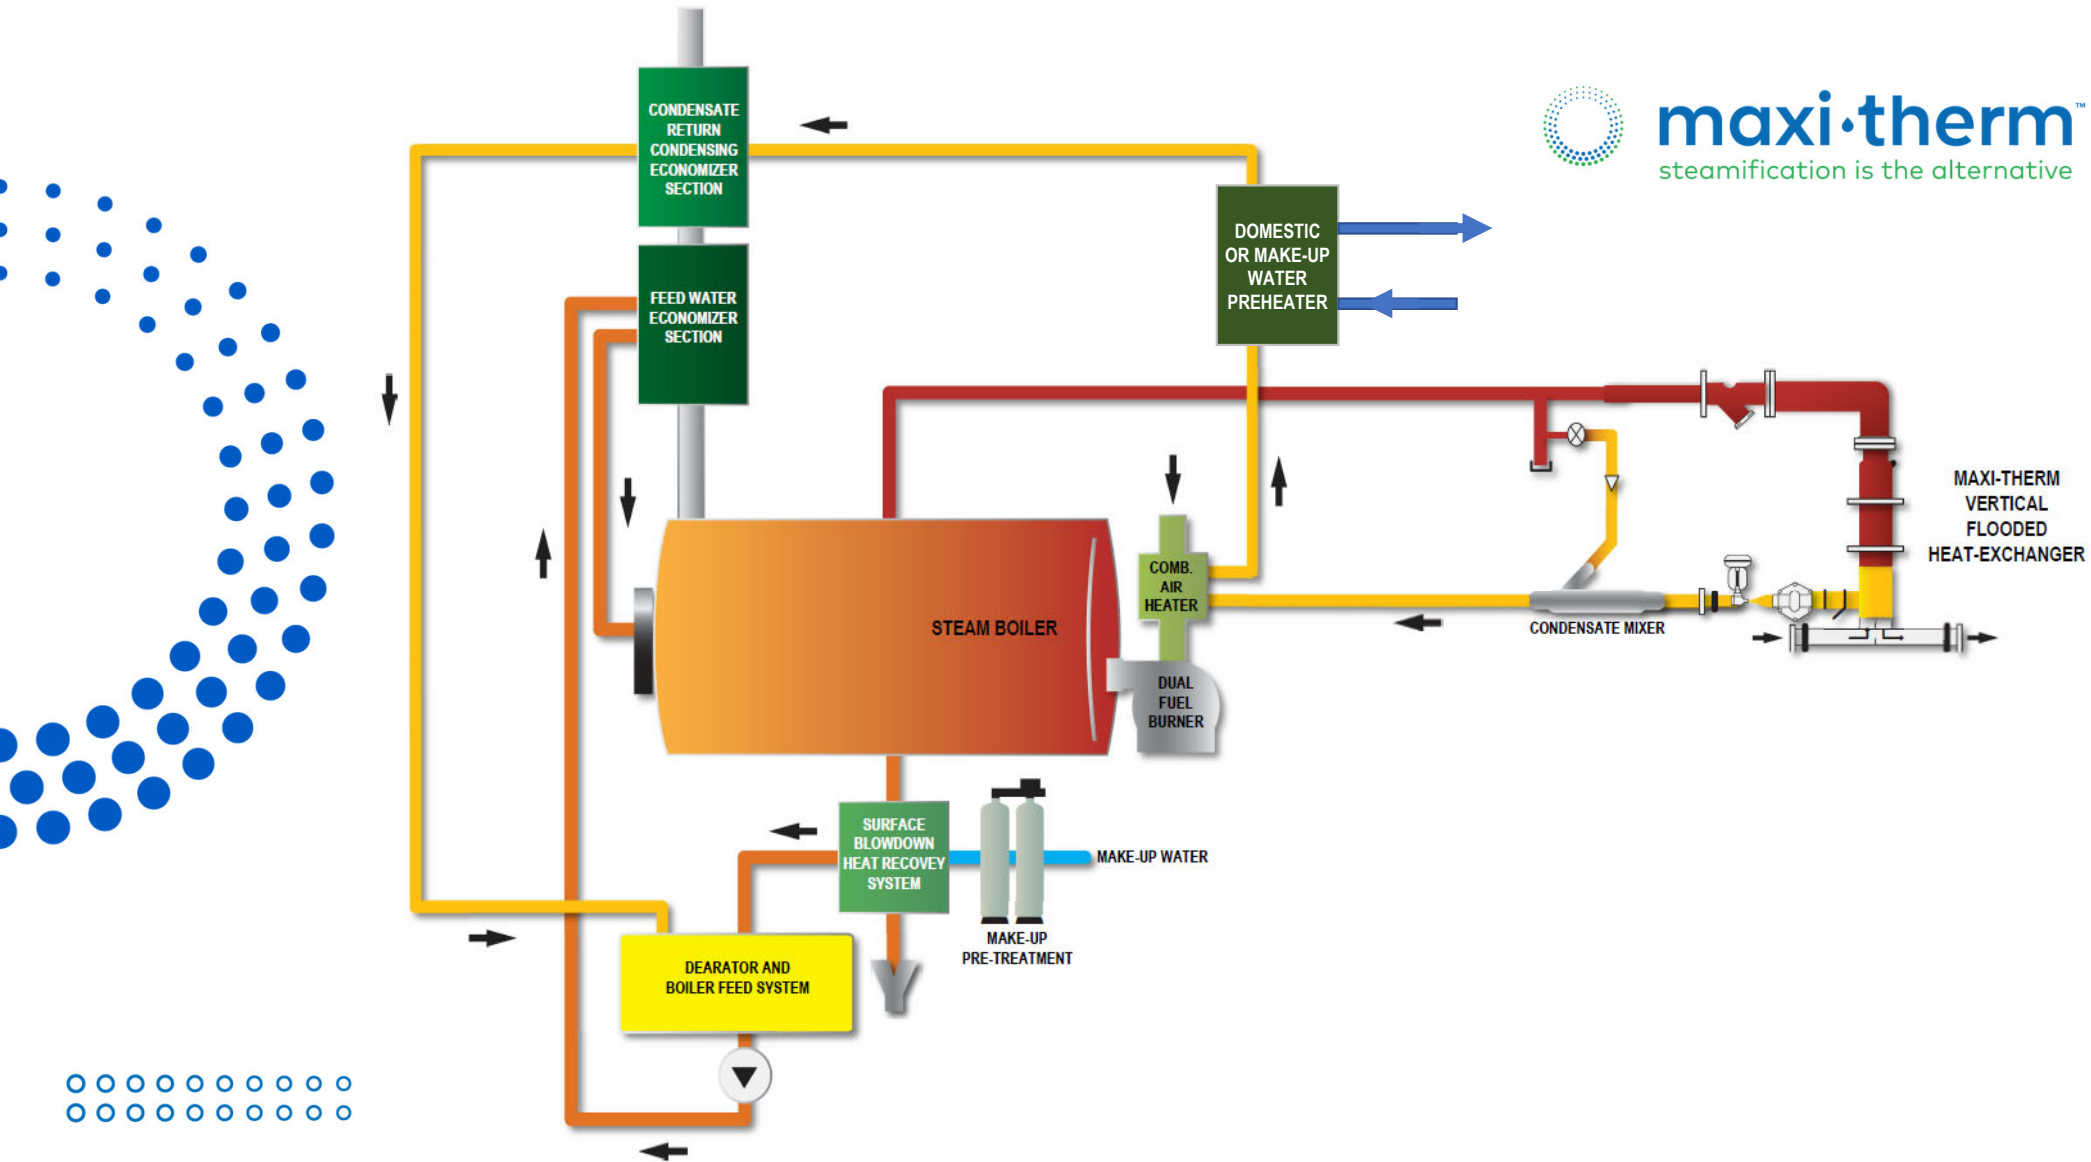 CONDENSATE
RETURN
CONDENSING
ECONOMIZER
SECTION
maxi·therm™
steamification is the alternative
DOMESTIC
OR MAKE-UP
WATER
PREHEATER
FEED WATER
ECONOMIZER
SECTION
MAXI-THERM
VERTICAL
FLOODED
HEAT-EXCHANGER
COMB.
AIR
HEATER
STEAM BOILER
CONDENSATE MIXER
DUAL
FUEL
BURNER
SURFACE
BLOWDOWN
HEAT RECOVEY
SYSTEM
MAKE-UP WATER
MAKE-UP
PRE-TREATMENT
DEARATOR AND
BOILER FEED SYSTEM